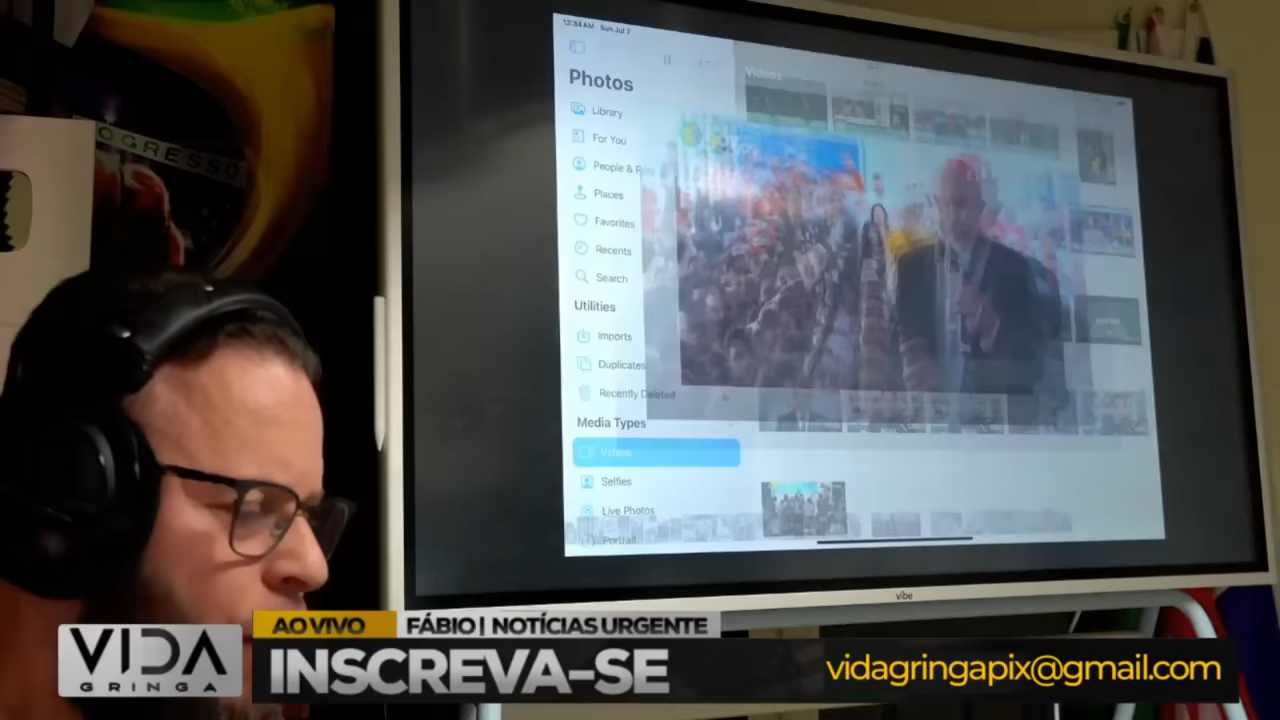 12:34 AM Sun Jul 7
Photos
Videos
Library
For You
People &
Places
Favorites
Recents
Search
Utilities
Imports
Duplicates
Recently Deleted
Media Types
Videos
Selfies
Live Photos
Portrait
OGRESSO
vibe
AO VIVO
FÁBIO | NOTÍCIAS URGENTE
VIDA
GRINGA
INSCREVA-SE
vidagringapix@gmail.com